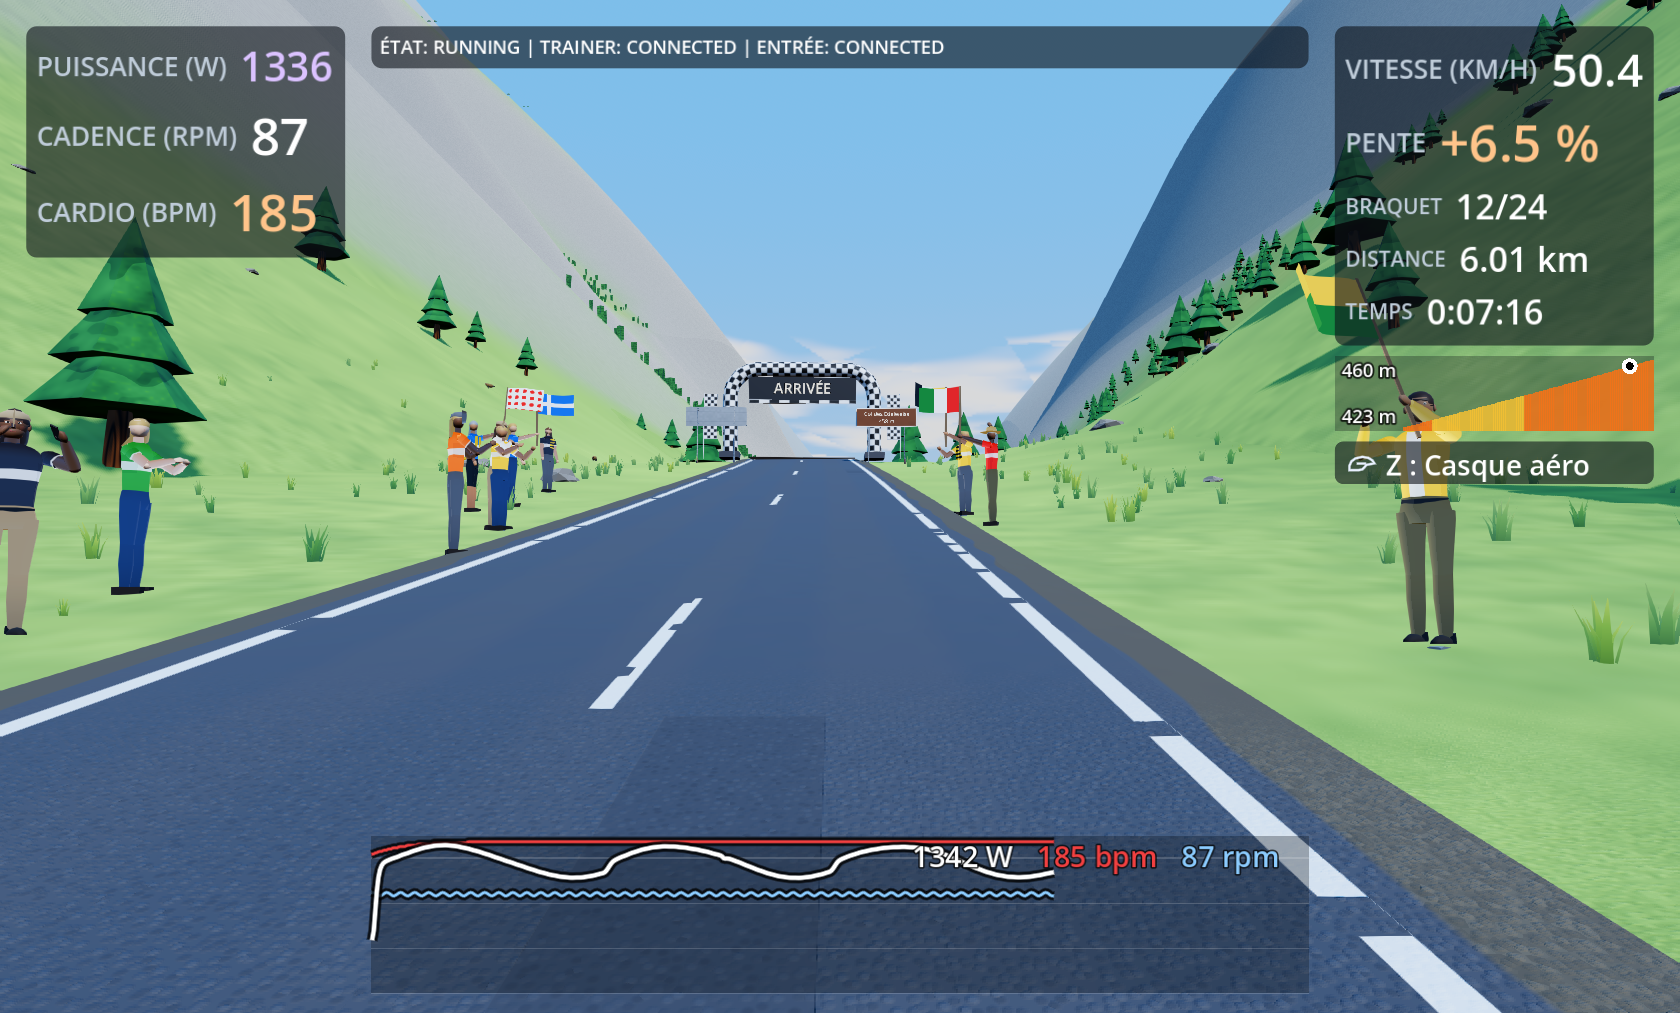 PUISSANCE (W) 1336
CADENCE (RPM) 87
CARDIO (BPM) 185
ÉTAT: RUNNING | TRAINER: CONNECTED | ENTRÉE: CONNECTED
VITESSE (KM/H) 50.4
PENTE +6.5 %
BRAQUET 12/24
DISTANCE 6.01 km
TEMPS 0:07:16
460 m
423 m
Z : Casque aéro
ARRIVÉE
1342 W 185 bpm 87 rpm